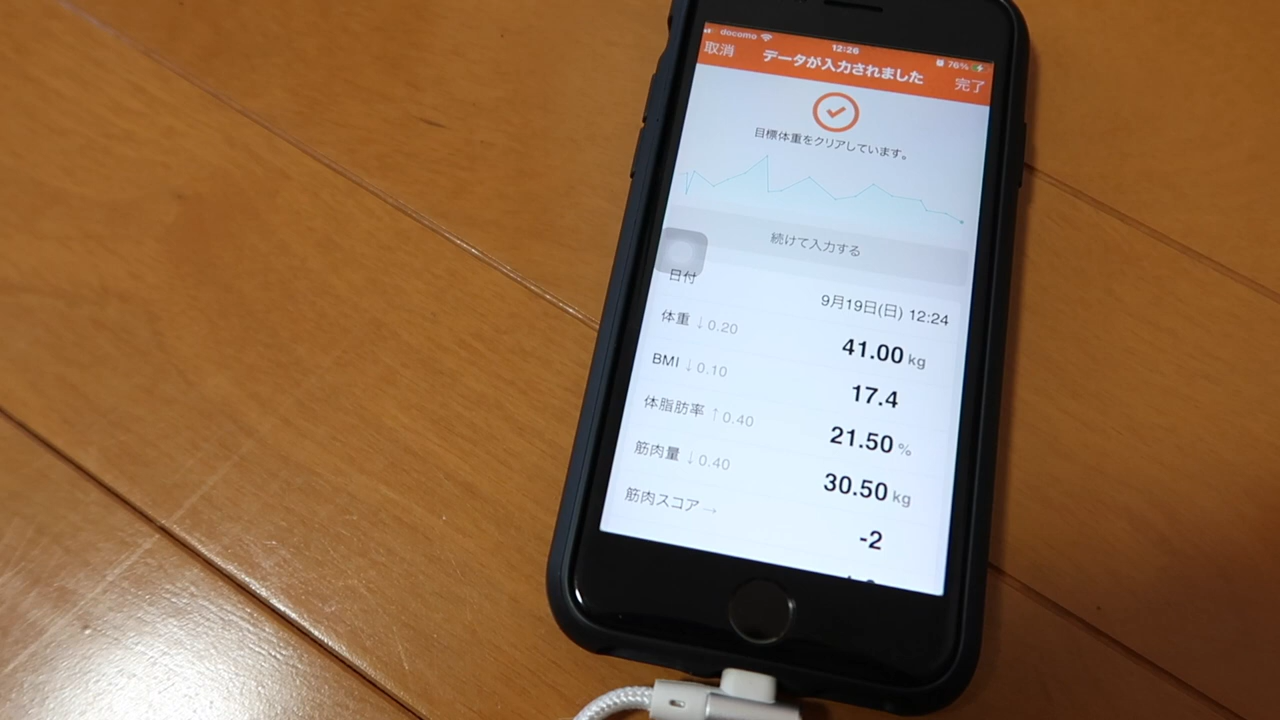 docomo 12:26 76%
取消 データが入力されました 完了
目標体重をクリアしています。
続けて入力する
日付 9月19日(日) 12:24
体重 ↓0.20 41.00 kg
BMI ↓0.10 17.4
体脂肪率 ↑0.40 21.50 %
筋肉量 ↓0.40 30.50 kg
筋肉スコア → -2